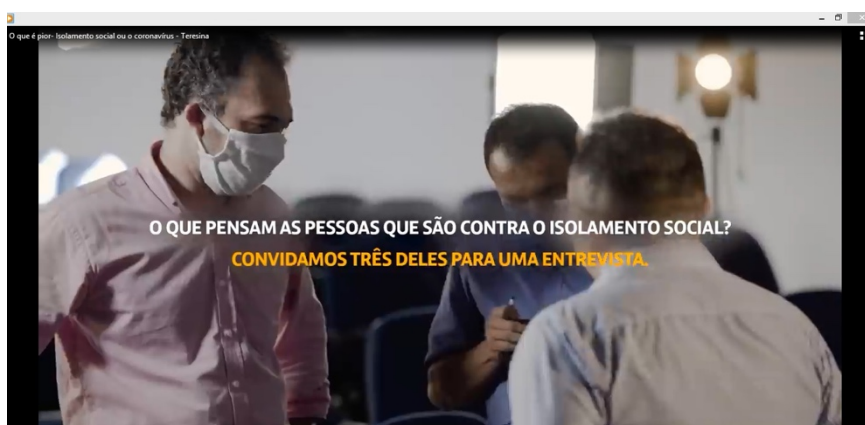 O que é pior- Isolamento social ou o coronavírus - Teresina
O QUE PENSAM AS PESSOAS QUE SÃO CONTRA O ISOLAMENTO SOCIAL?
CONVIDAMOS TRÊS DELES PARA UMA ENTREVISTA.